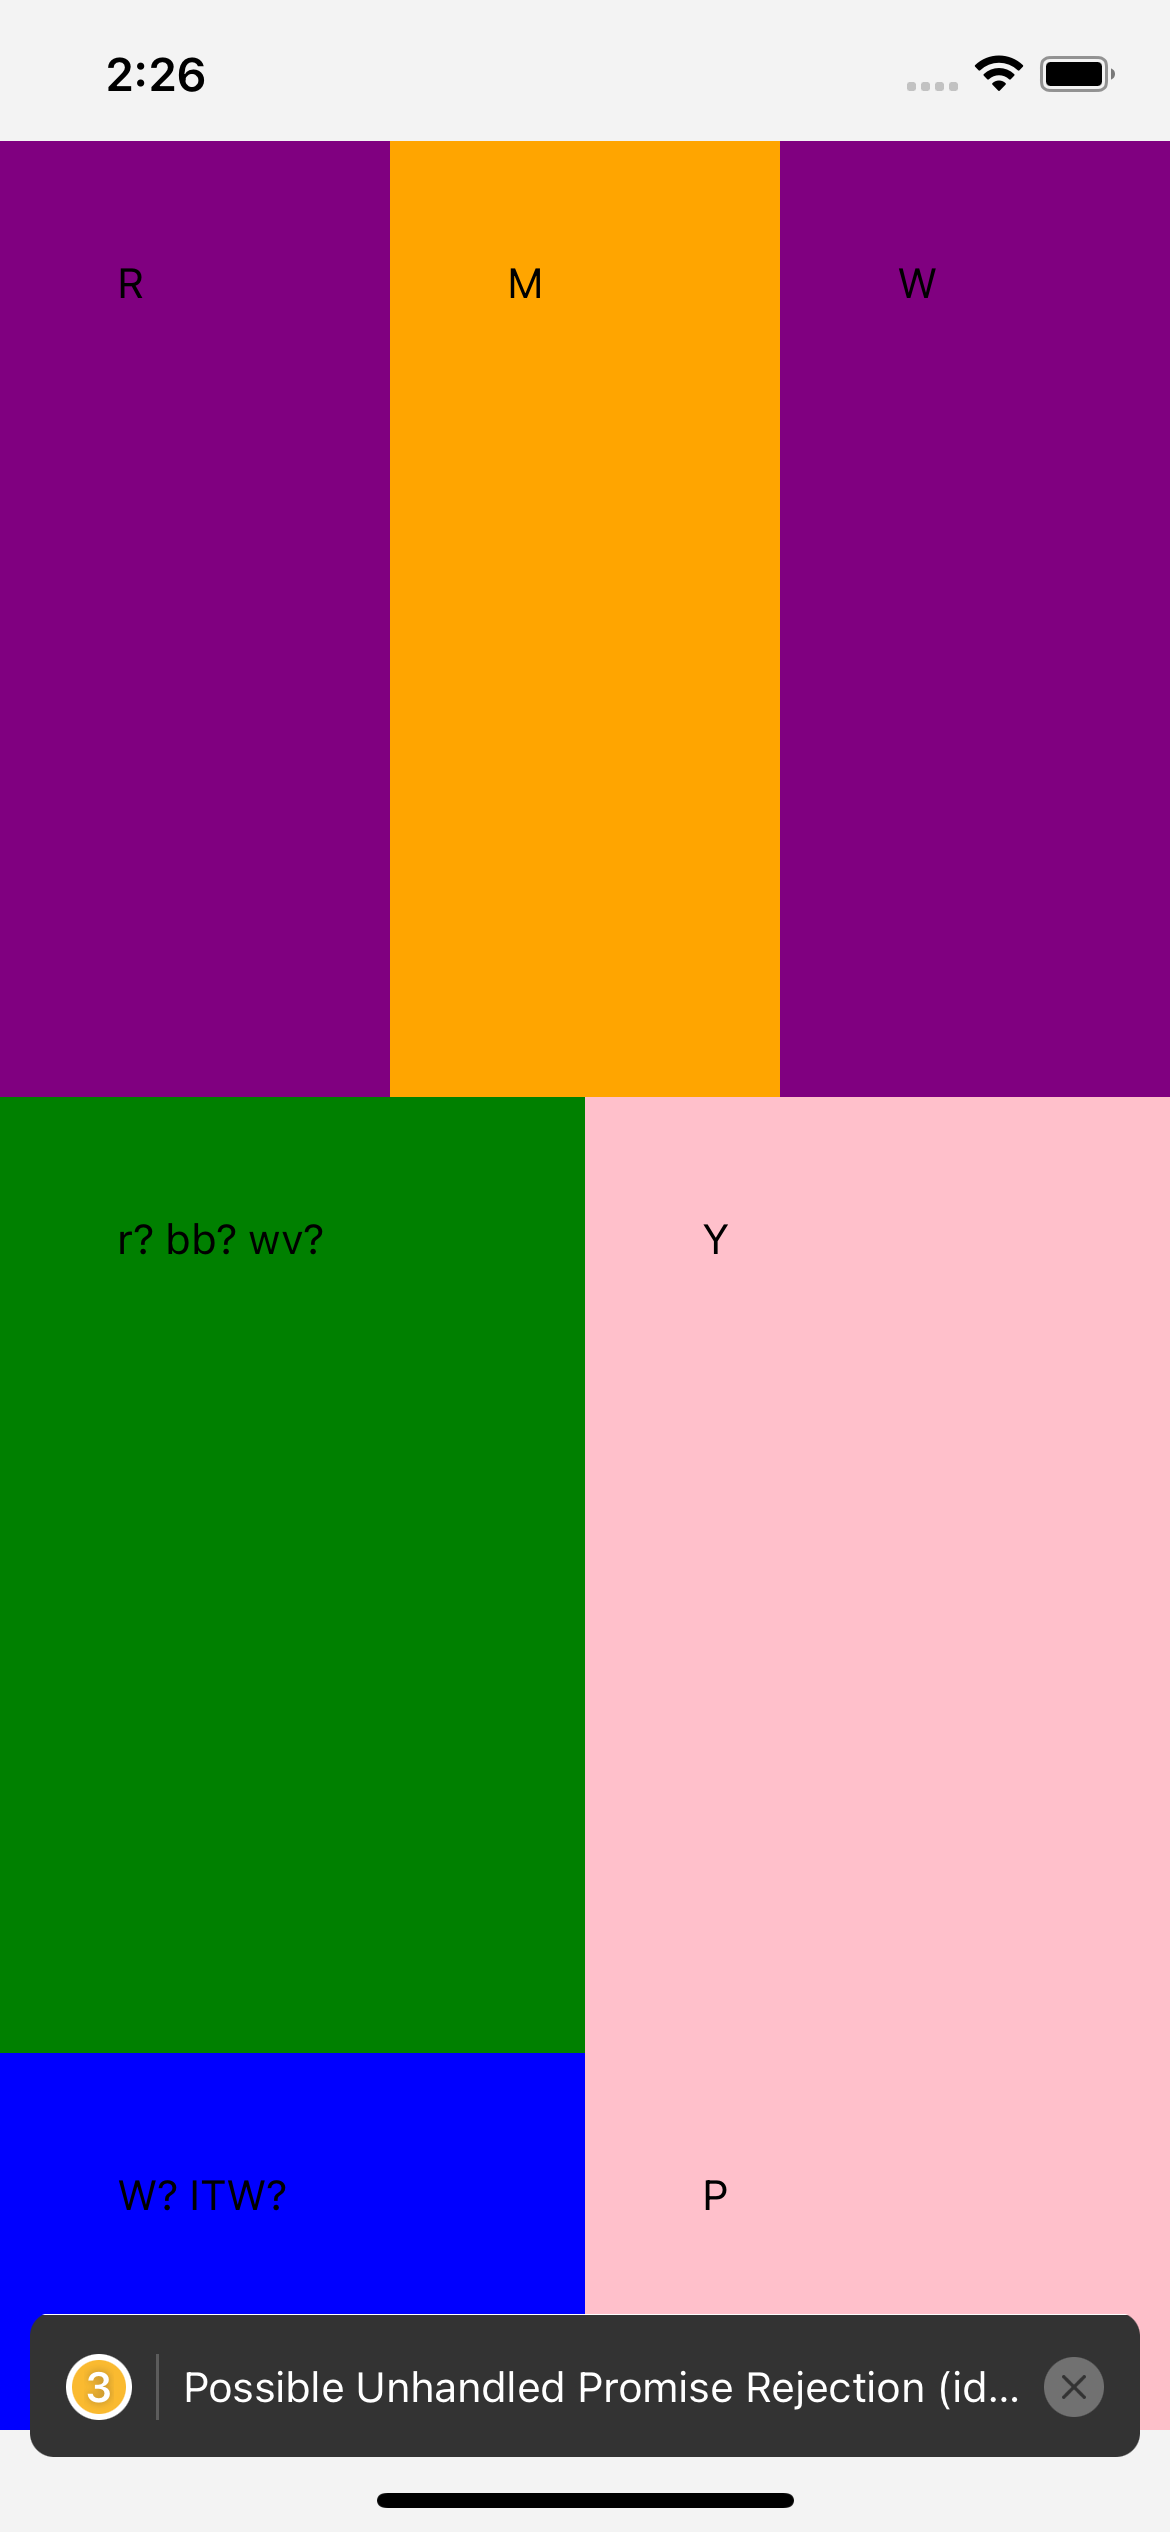 2:26
R M W
r? bb? wv? Y
W? ITW? P
3 Possible Unhandled Promise Rejection (id...